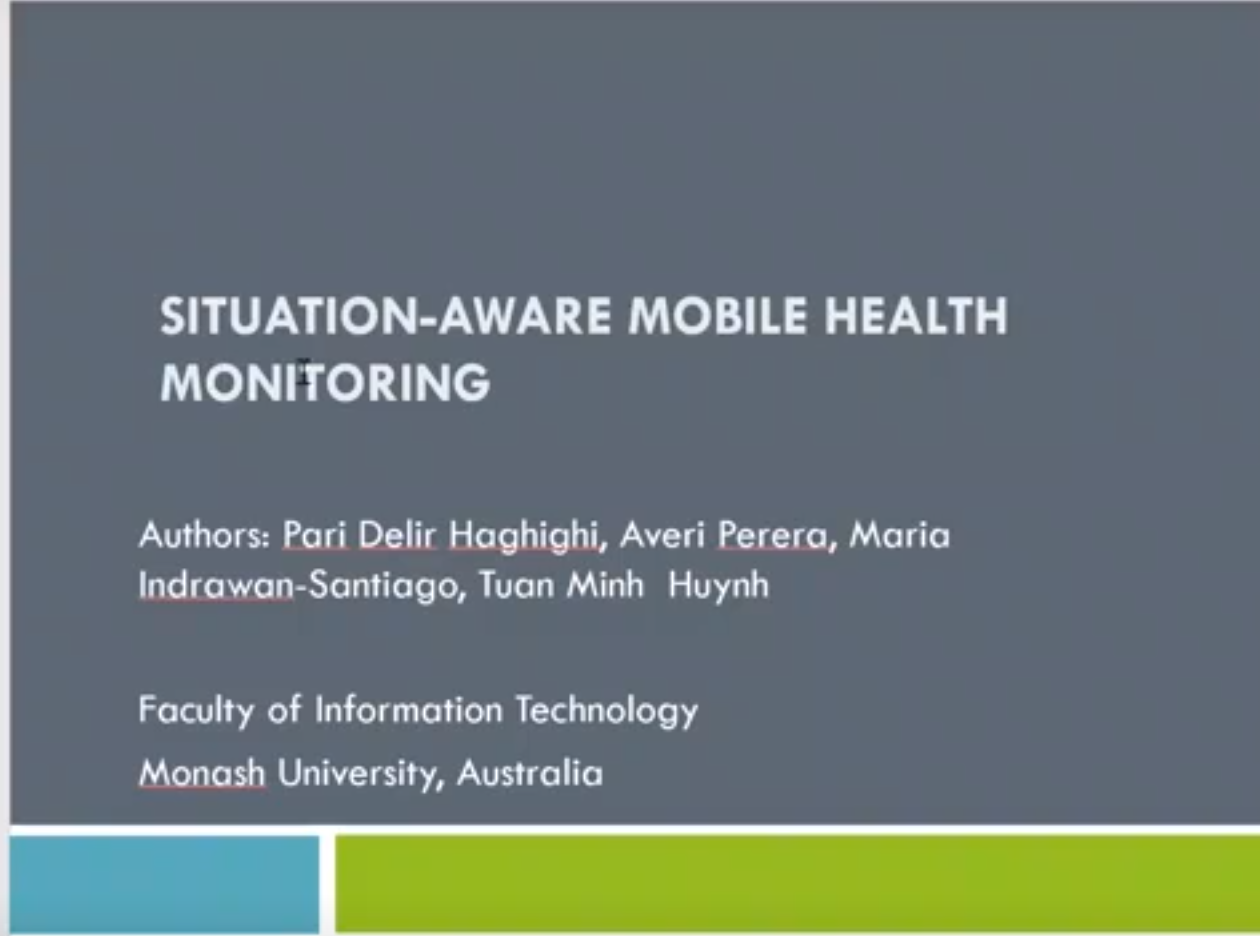 SITUATION-AWARE MOBILE HEALTH
MONITORING
Authors: Pari Delir Haghighi, Averi Perera, Maria
Indrawan-Santiago, Tuan Minh  Huynh
Faculty of Information Technology
Monash University, Australia